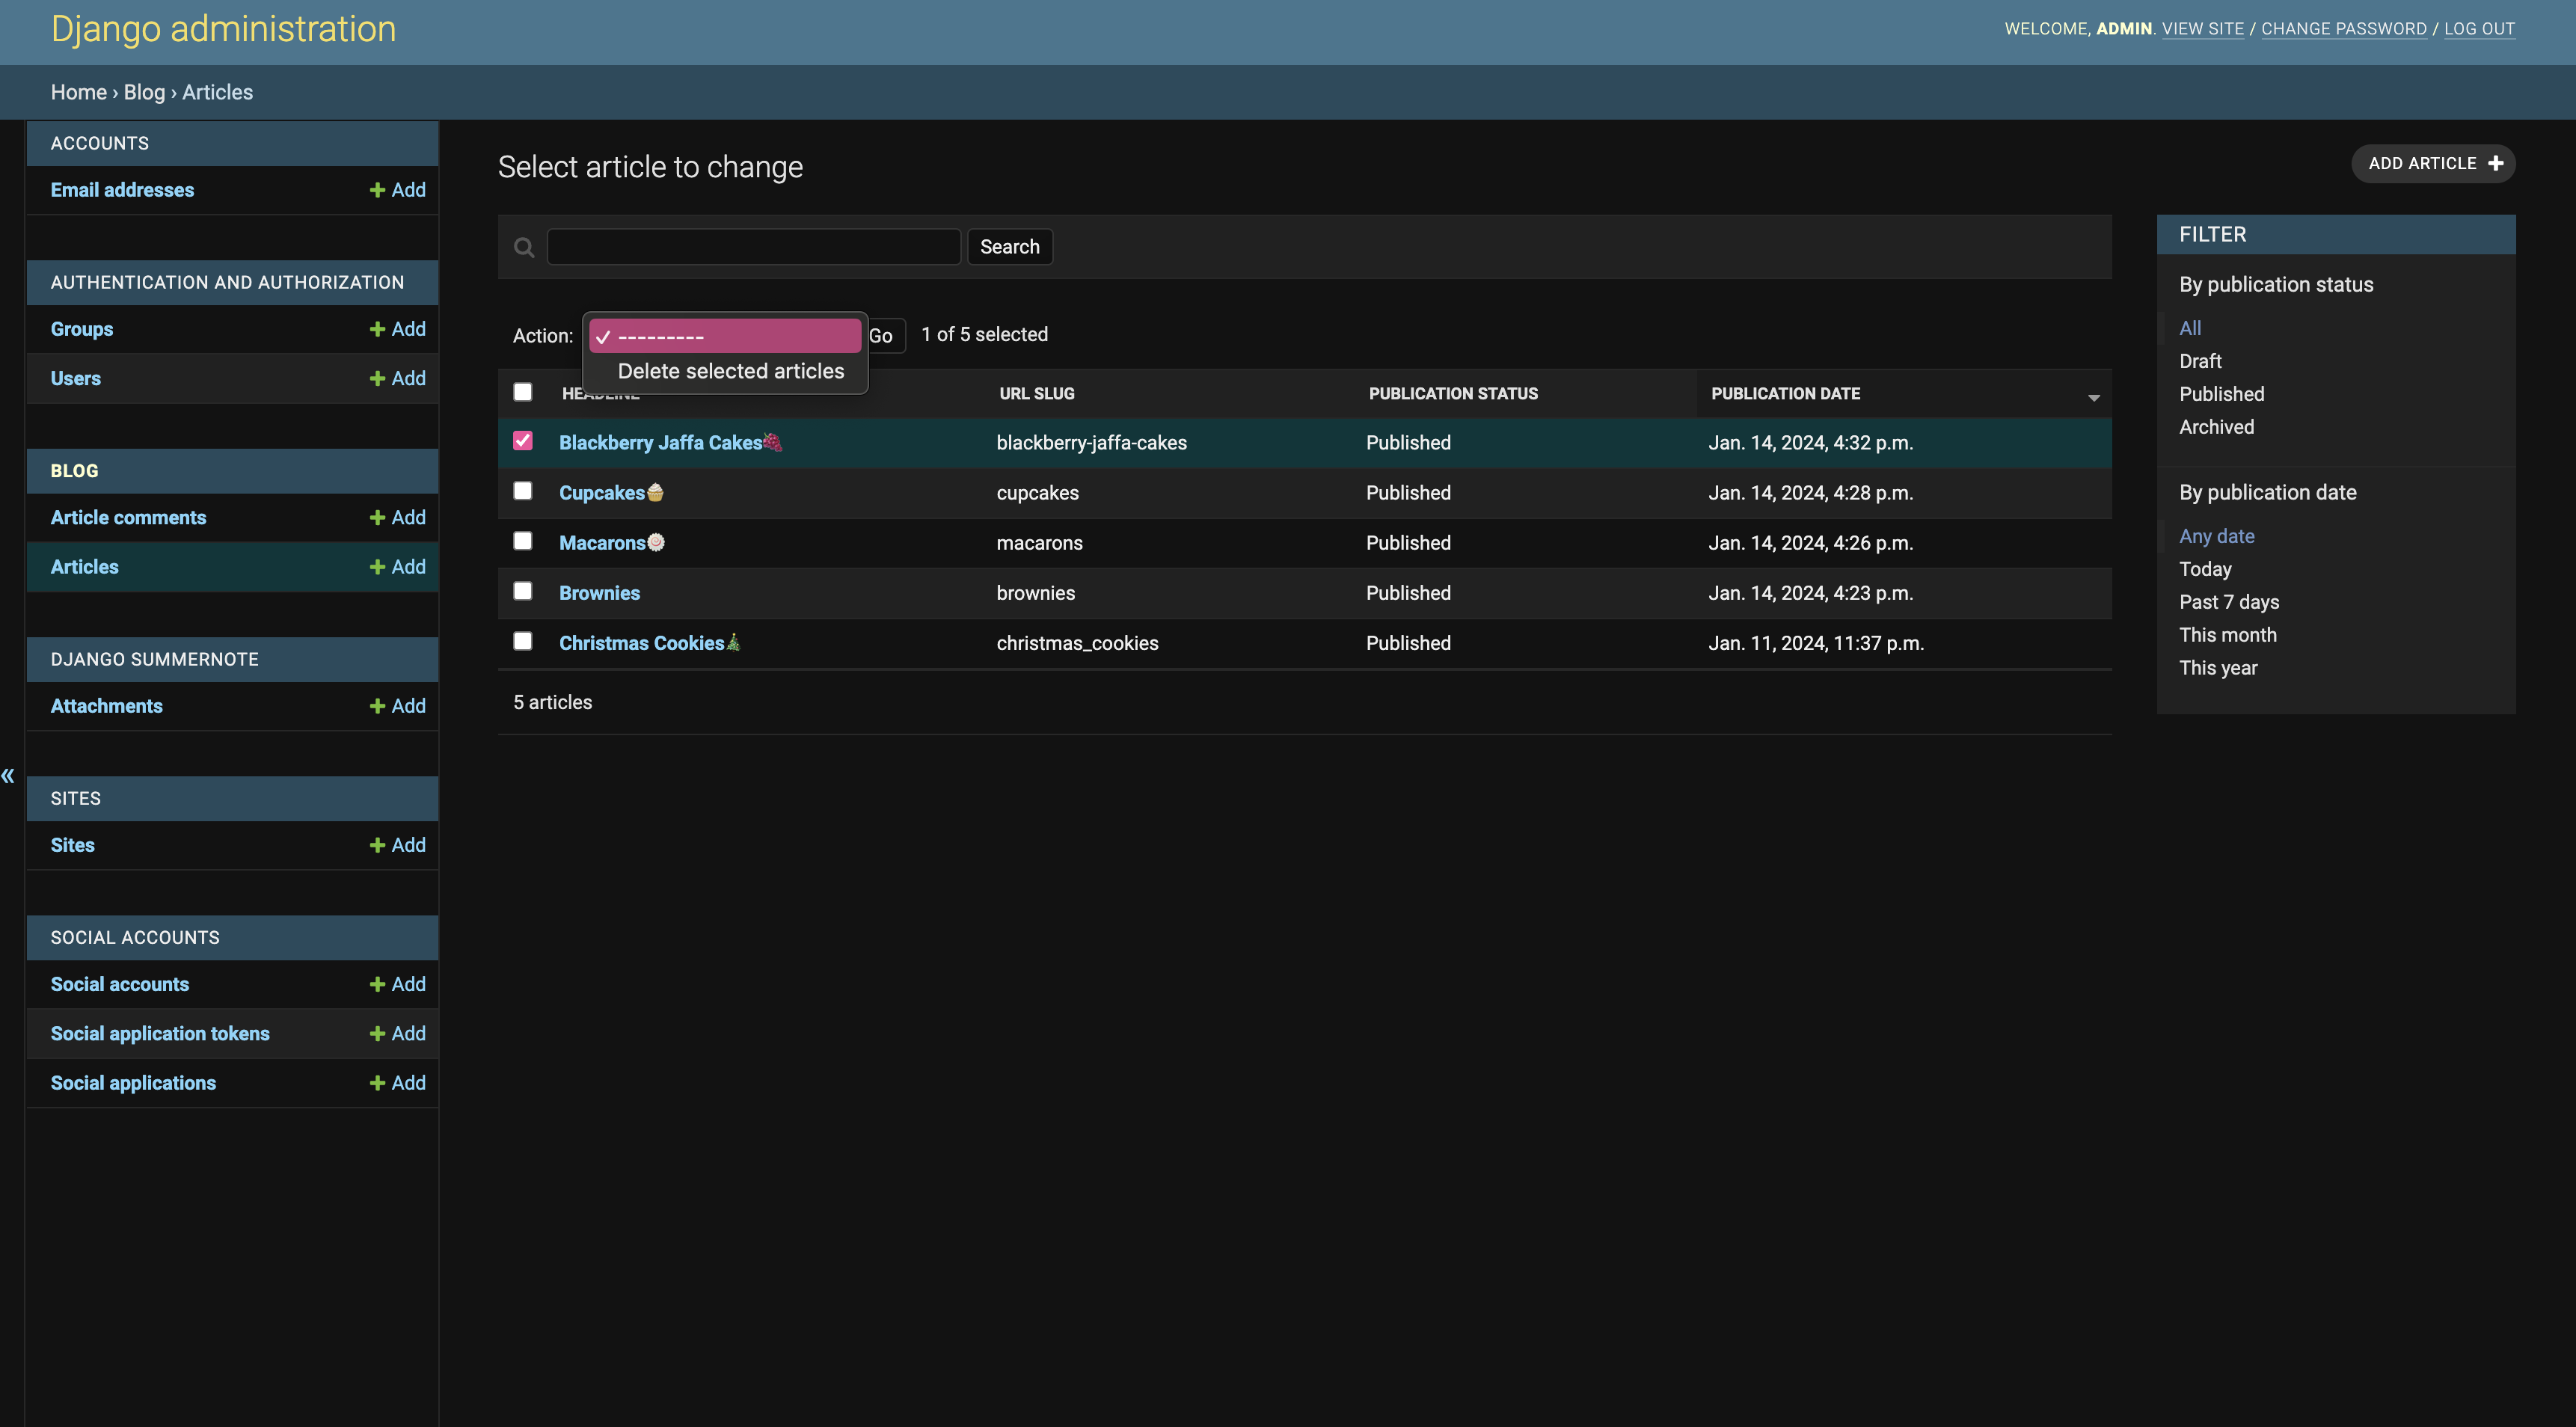 Django administration
WELCOME, ADMIN. VIEW SITE / CHANGE PASSWORD / LOG OUT
Home › Blog › Articles
ACCOUNTS
Email addresses + Add
AUTHENTICATION AND AUTHORIZATION
Groups + Add
Users + Add
BLOG
Article comments + Add
Articles + Add
DJANGO SUMMERNOTE
Attachments + Add
«
SITES
Sites + Add
SOCIAL ACCOUNTS
Social accounts + Add
Social application tokens + Add
Social applications + Add
Select article to change
ADD ARTICLE +
Search
Action: ✓ --------- Go 1 of 5 selected
Delete selected articles
HEADLINE URL SLUG PUBLICATION STATUS PUBLICATION DATE
Blackberry Jaffa Cakes🍇 blackberry-jaffa-cakes Published Jan. 14, 2024, 4:32 p.m.
Cupcakes🧁 cupcakes Published Jan. 14, 2024, 4:28 p.m.
Macarons🍥 macarons Published Jan. 14, 2024, 4:26 p.m.
Brownies brownies Published Jan. 14, 2024, 4:23 p.m.
Christmas Cookies🎄 christmas_cookies Published Jan. 11, 2024, 11:37 p.m.
5 articles
FILTER
By publication status
All
Draft
Published
Archived
By publication date
Any date
Today
Past 7 days
This month
This year